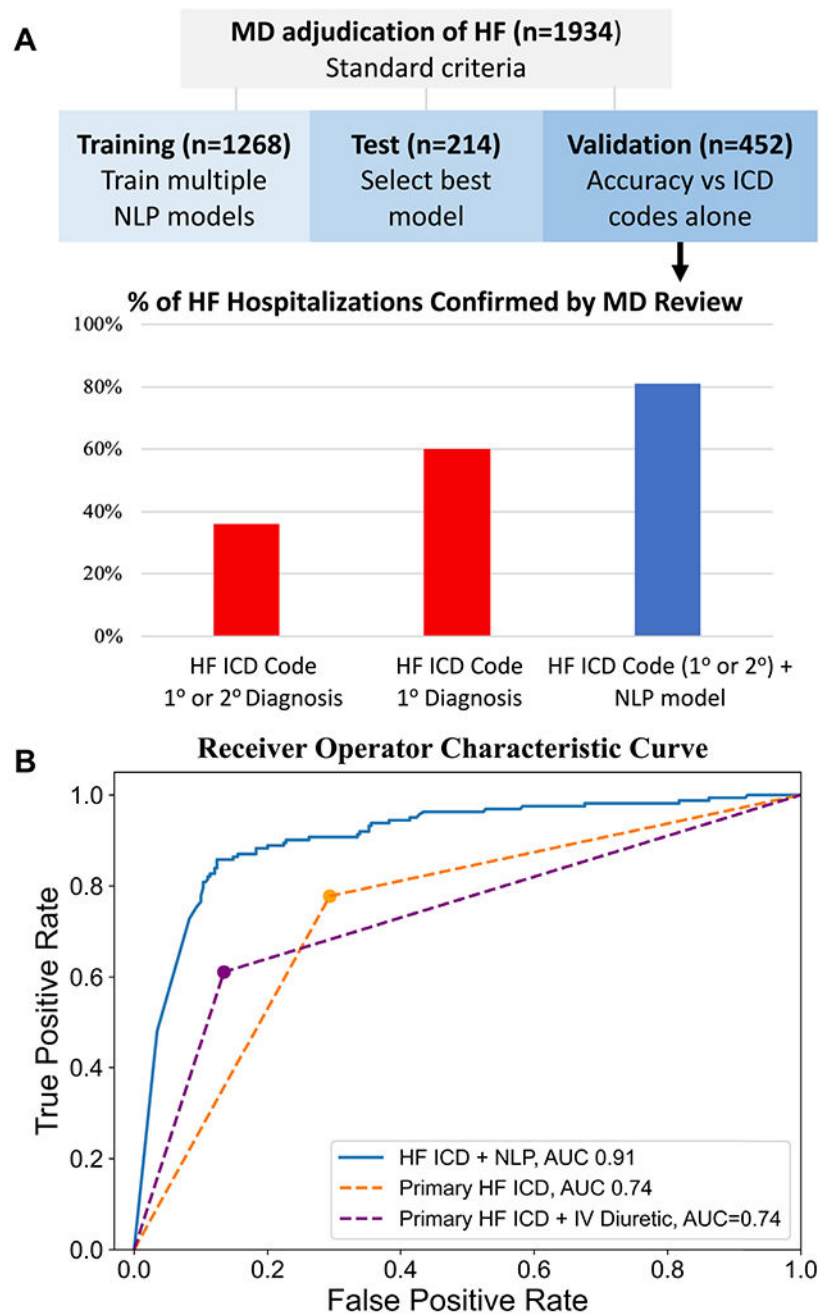 A
MD adjudication of HF (n=1934)
Standard criteria
Training (n=1268)
Train multiple
NLP models
Test (n=214)
Select best
model
Validation (n=452)
Accuracy vs ICD
codes alone
% of HF Hospitalizations Confirmed by MD Review
100%
80%
60%
40%
20%
0%
HF ICD Code
1º or 2º Diagnosis
HF ICD Code
1º Diagnosis
HF ICD Code (1º or 2º) +
NLP model
B
Receiver Operator Characteristic Curve
True Positive Rate
1.0
0.8
0.6
0.4
0.2
0.0
HF ICD + NLP, AUC 0.91
Primary HF ICD, AUC 0.74
Primary HF ICD + IV Diuretic, AUC=0.74
0.0
0.2
0.4
0.6
0.8
1.0
False Positive Rate